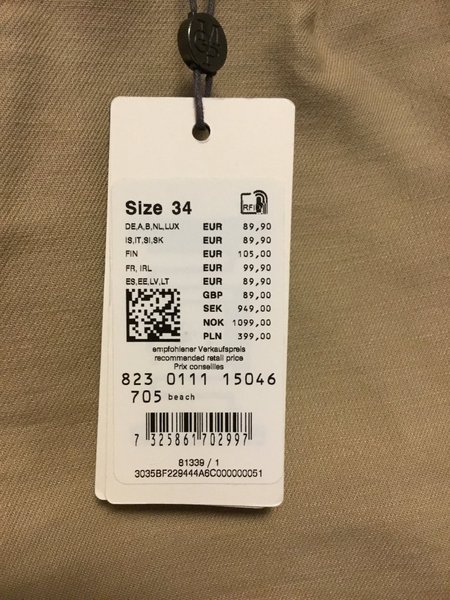 Size 34
RFID
DE,A,B,NL,LUX EUR 89,90
IS,IT,SI,SK EUR 89,90
FIN EUR 105,00
FR, IRL EUR 99,90
ES,EE,LV,LT EUR 89,90
GBP 89,00
SEK 949,00
NOK 1099,00
PLN 399,00
empfohlener Verkaufspreis
recommended retail price
Prix conseillés
823 0111 15046
705 beach
7 325861 702997
81339 / 1
3035BF229444A6C000000051